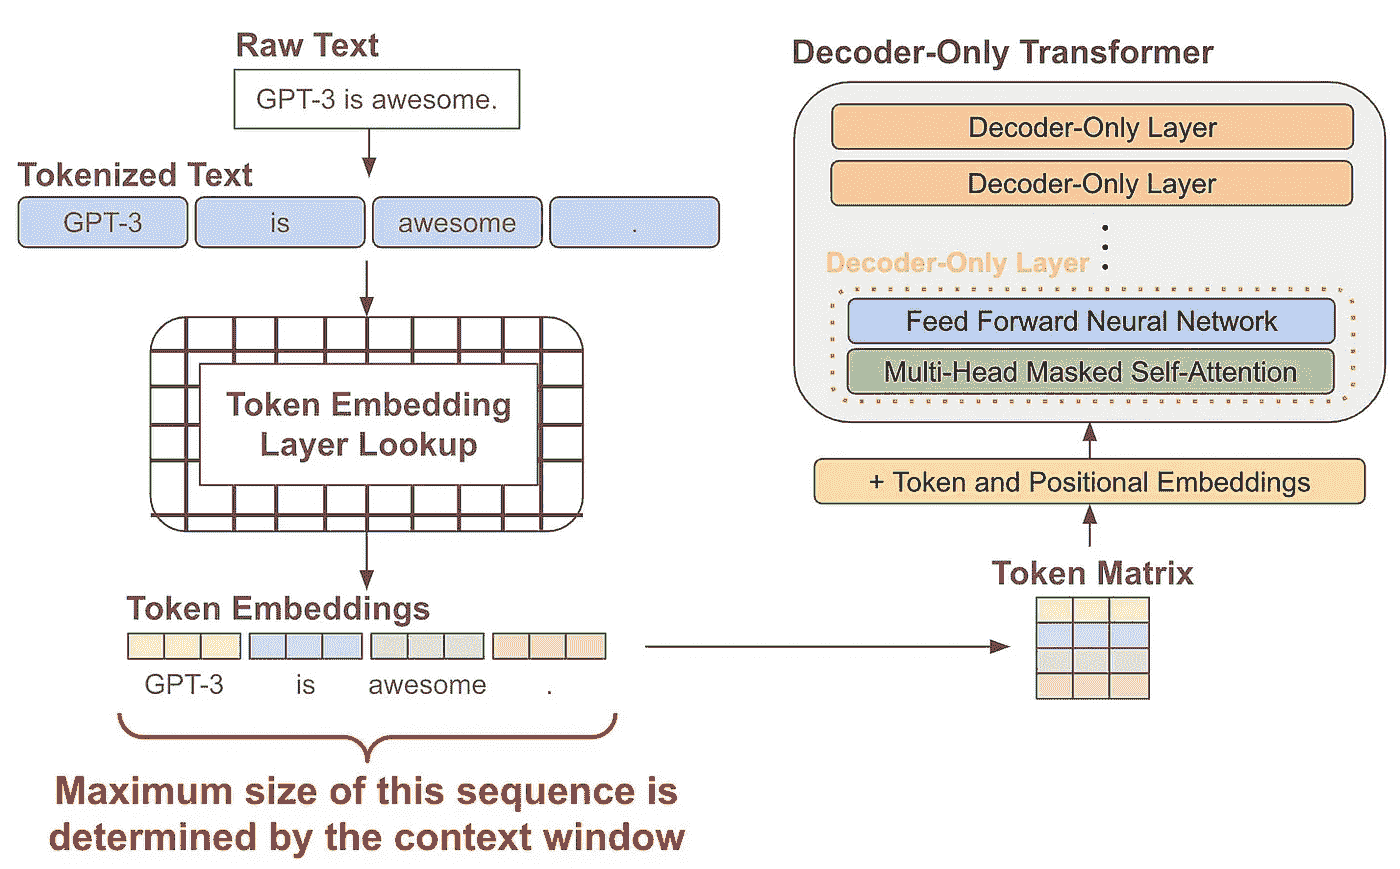 Raw Text
GPT-3 is awesome.
Tokenized Text
GPT-3 is awesome .
Token Embedding
Layer Lookup
Token Embeddings
GPT-3 is awesome .
Maximum size of this sequence is
determined by the context window
Decoder-Only Transformer
Decoder-Only Layer
Decoder-Only Layer
Decoder-Only Layer
Feed Forward Neural Network
Multi-Head Masked Self-Attention
+ Token and Positional Embeddings
Token Matrix